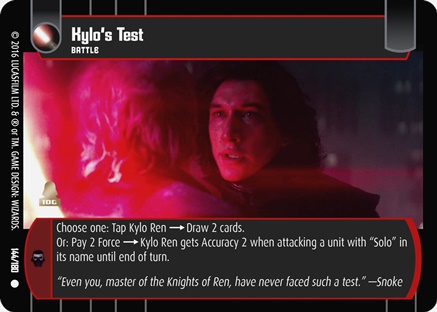 Kylo's Test
BATTLE
© 2016 LUCASFILM LTD. & ® or TM. GAME DESIGN: WIZARDS.
144/180
IDG
Choose one: Tap Kylo Ren → Draw 2 cards.
Or: Pay 2 Force → Kylo Ren gets Accuracy 2 when attacking a unit with “Solo” in
its name until end of turn.
“Even you, master of the Knights of Ren, have never faced such a test.” —Snoke